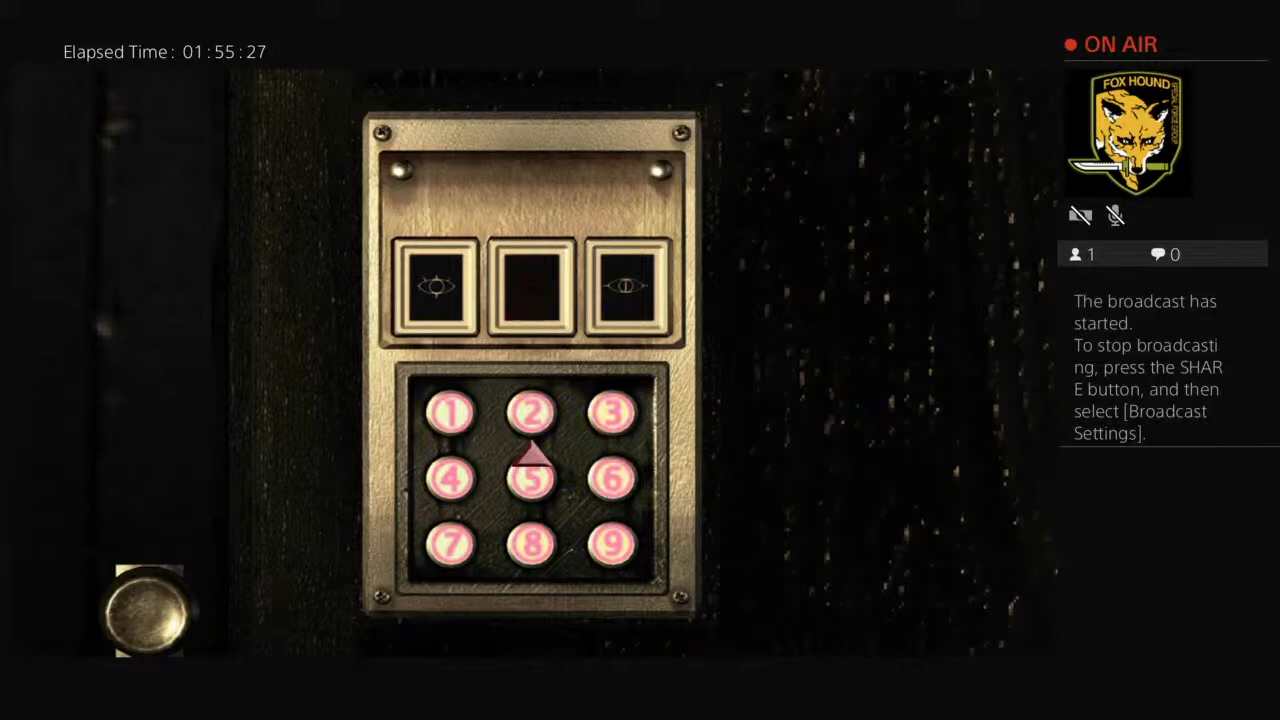 Elapsed Time: 01:55:27
ON AIR
FOX HOUND
1
0
The broadcast has
started.
To stop broadcasti
ng, press the SHAR
E button, and then
select [Broadcast
Settings].
1 2 3
4 5 6
7 8 9